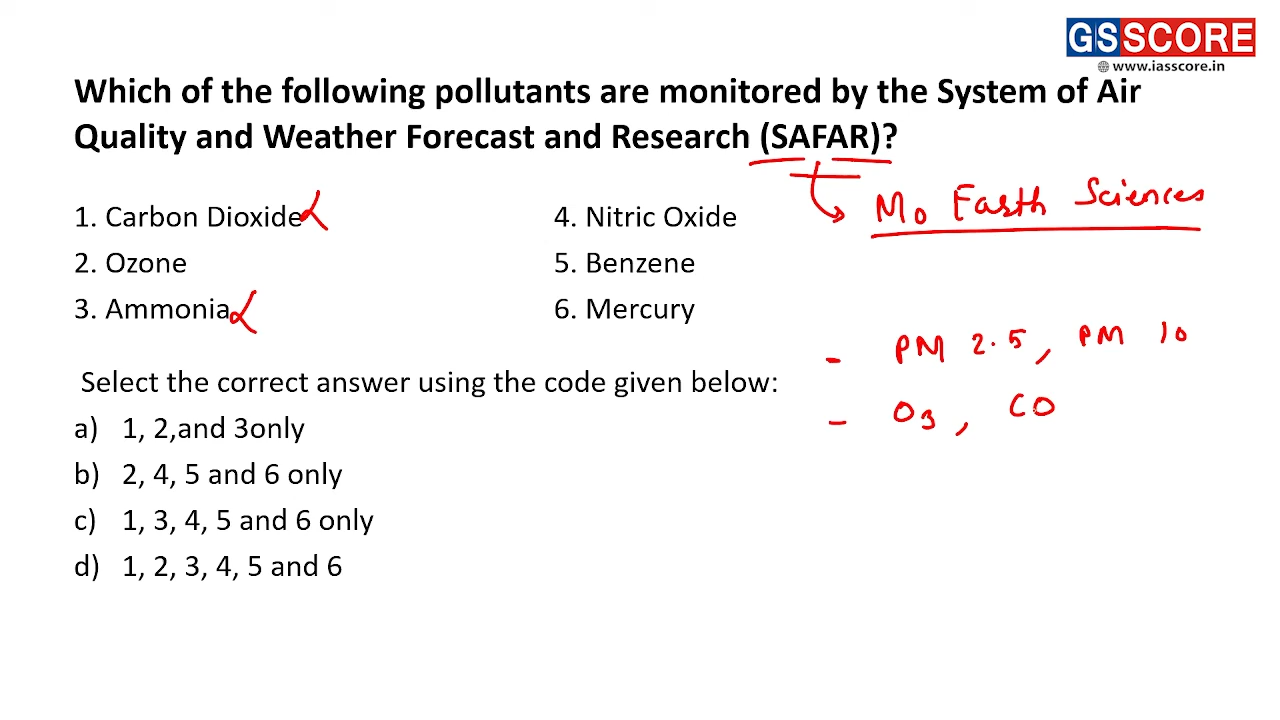 GSSCORE
www.iasscore.in
Which of the following pollutants are monitored by the System of Air
Quality and Weather Forecast and Research (SAFAR)?
Mo Earth Sciences
1. Carbon Dioxide
2. Ozone
3. Ammonia
4. Nitric Oxide
5. Benzene
6. Mercury
- PM 2.5, PM 10
- O3, CO
Select the correct answer using the code given below:
a) 1, 2,and 3only
b) 2, 4, 5 and 6 only
c) 1, 3, 4, 5 and 6 only
d) 1, 2, 3, 4, 5 and 6